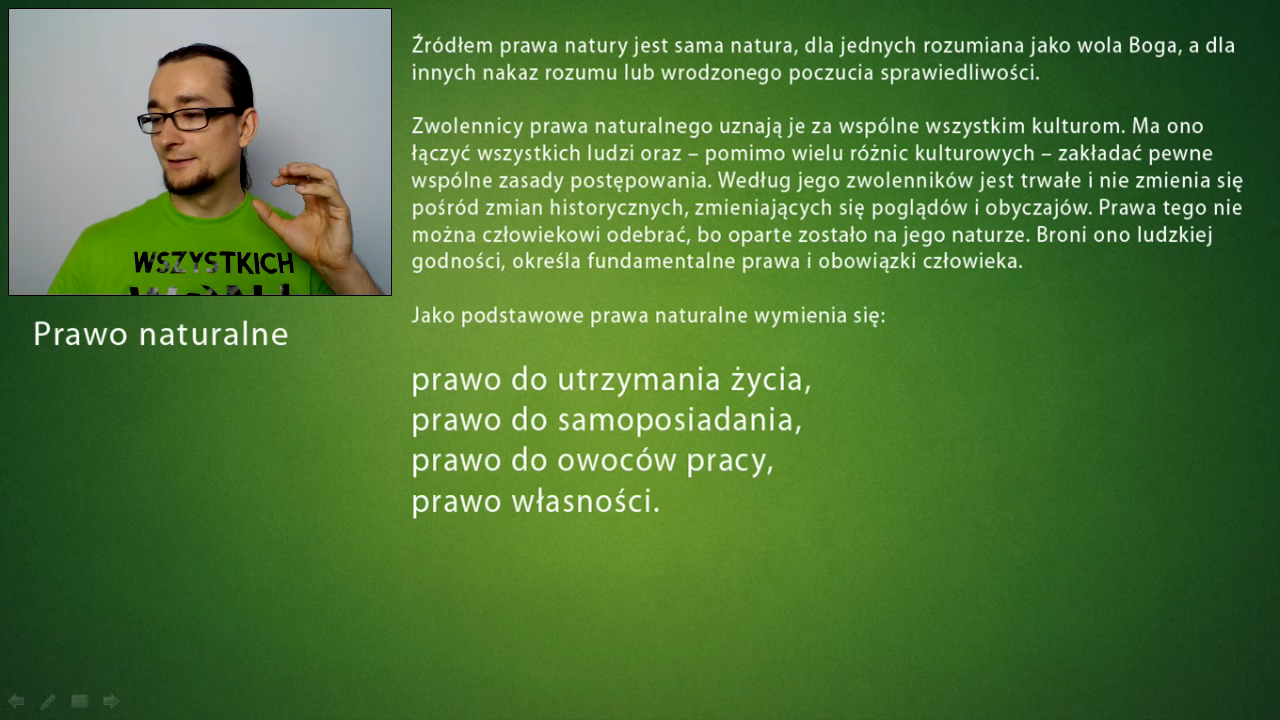 WSZYSTKICH
Prawo naturalne
Źródłem prawa natury jest sama natura, dla jednych rozumiana jako wola Boga, a dla
innych nakaz rozumu lub wrodzonego poczucia sprawiedliwości.
Zwolennicy prawa naturalnego uznają je za wspólne wszystkim kulturom. Ma ono
łączyć wszystkich ludzi oraz – pomimo wielu różnic kulturowych – zakładać pewne
wspólne zasady postępowania. Według jego zwolenników jest trwałe i nie zmienia się
pośród zmian historycznych, zmieniających się poglądów i obyczajów. Prawa tego nie
można człowiekowi odebrać, bo oparte zostało na jego naturze. Broni ono ludzkiej
godności, określa fundamentalne prawa i obowiązki człowieka.
Jako podstawowe prawa naturalne wymienia się:
prawo do utrzymania życia,
prawo do samoposiadania,
prawo do owoców pracy,
prawo własności.